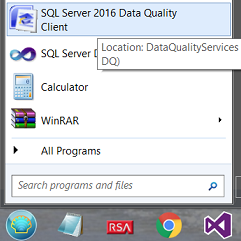 SQL Server 2016 Data Quality
Client
SQL Server D
Location: DataQualityServices
DQ)
Calculator
WinRAR
All Programs
Search programs and files
RSA